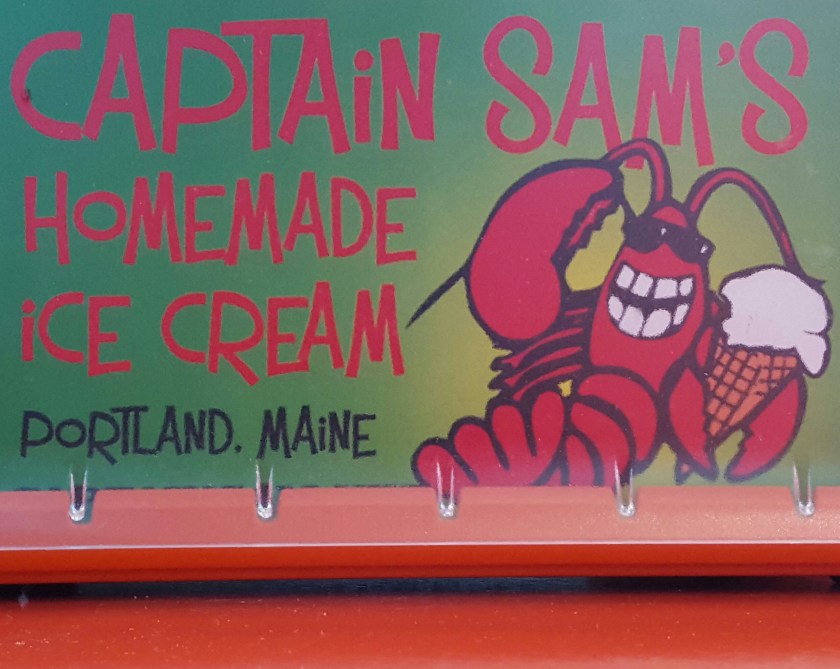 CAPTAiN SAM'S
HOMEMADE
iCE CREAM
PORTLAND, MAiNE